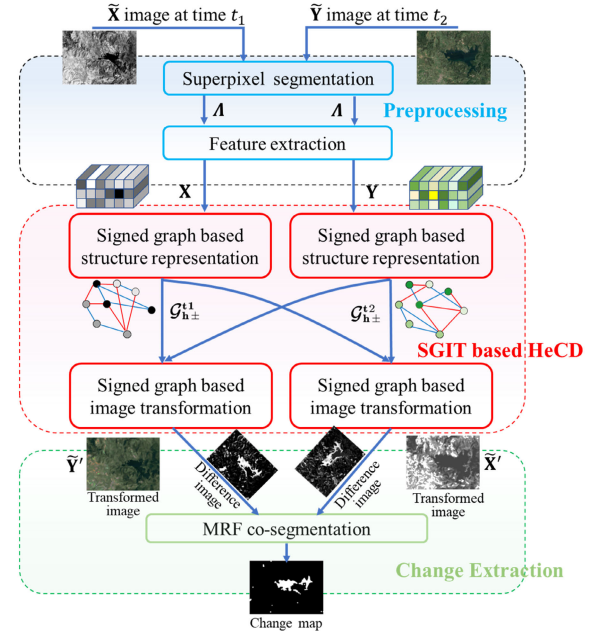 X̃ image at time t₁
Ỹ image at time t₂
Superpixel segmentation
Preprocessing
Λ
Λ
Feature extraction
X
Y
Signed graph based
structure representation
Signed graph based
structure representation
𝒢ₕ±ᵗ¹
𝒢ₕ±ᵗ²
SGIT based HeCD
Signed graph based
image transformation
Signed graph based
image transformation
Ỹ′
Transformed
image
Difference
image
Difference
image
X̃′
Transformed
image
MRF co-segmentation
Change Extraction
Change map